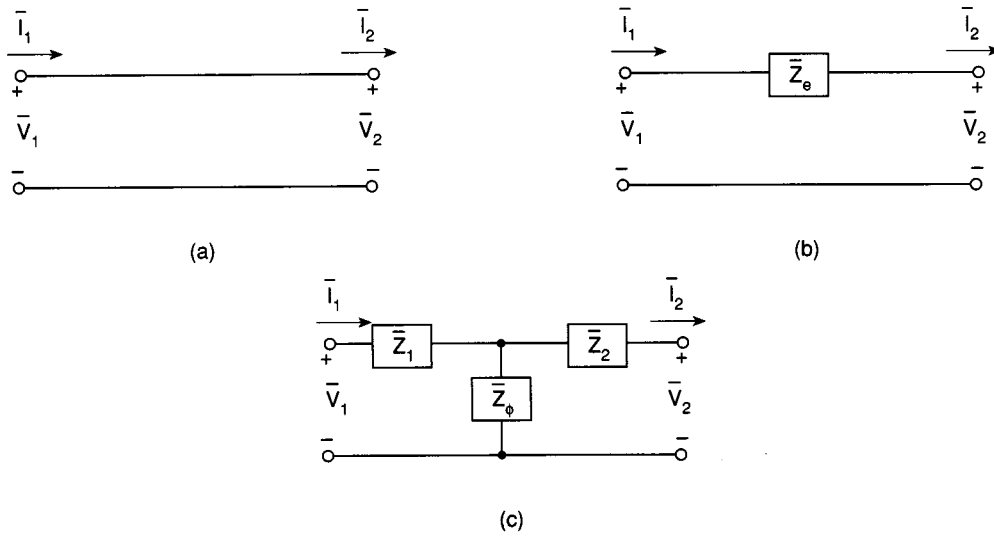 I̅₁ I̅₂ I̅₁ I̅₂
Z̅ₑ
+ + + +
V̅₁ V̅₂ V̅₁ V̅₂
− − − −
(a) (b)
I̅₁ I̅₂
Z̅₁ Z̅₂
+ +
Z̅ᵩ
V̅₁ V̅₂
− −
(c)